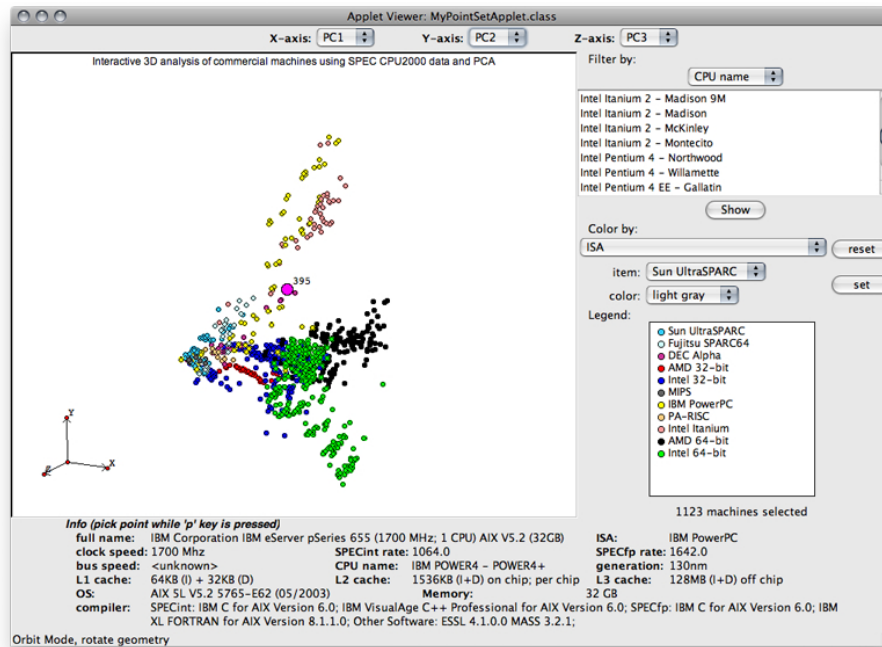 Applet Viewer: MyPointSetApplet.class
X-axis: PC1 Y-axis: PC2 Z-axis: PC3
Interactive 3D analysis of commercial machines using SPEC CPU2000 data and PCA
Filter by:
CPU name
Intel Itanium 2 - Madison 9M
Intel Itanium 2 - Madison
Intel Itanium 2 - McKinley
Intel Itanium 2 - Montecito
Intel Pentium 4 - Northwood
Intel Pentium 4 - Willamette
Intel Pentium 4 EE - Gallatin
Show
Color by:
ISA
reset
item: Sun UltraSPARC
set
color: light gray
Legend:
Sun UltraSPARC
Fujitsu SPARC64
DEC Alpha
AMD 32-bit
Intel 32-bit
MIPS
IBM PowerPC
PA-RISC
Intel Itanium
AMD 64-bit
Intel 64-bit
1123 machines selected
395
Y
X
Info (pick point while 'p' key is pressed)
full name: IBM Corporation IBM eServer pSeries 655 (1700 MHz; 1 CPU) AIX V5.2 (32GB) ISA: IBM PowerPC
clock speed: 1700 Mhz SPECint rate: 1064.0 SPECfp rate: 1642.0
bus speed: <unknown> CPU name: IBM POWER4 - POWER4+ generation: 130nm
L1 cache: 64KB (I) + 32KB (D) L2 cache: 1536KB (I+D) on chip; per chip L3 cache: 128MB (I+D) off chip
OS: AIX 5L V5.2 5765-E62 (05/2003) Memory: 32 GB
compiler: SPECint: IBM C for AIX Version 6.0; IBM VisualAge C++ Professional for AIX Version 6.0; SPECfp: IBM C for AIX Version 6.0; IBM
XL FORTRAN for AIX Version 8.1.1.0; Other Software: ESSL 4.1.0.0 MASS 3.2.1;
Orbit Mode, rotate geometry